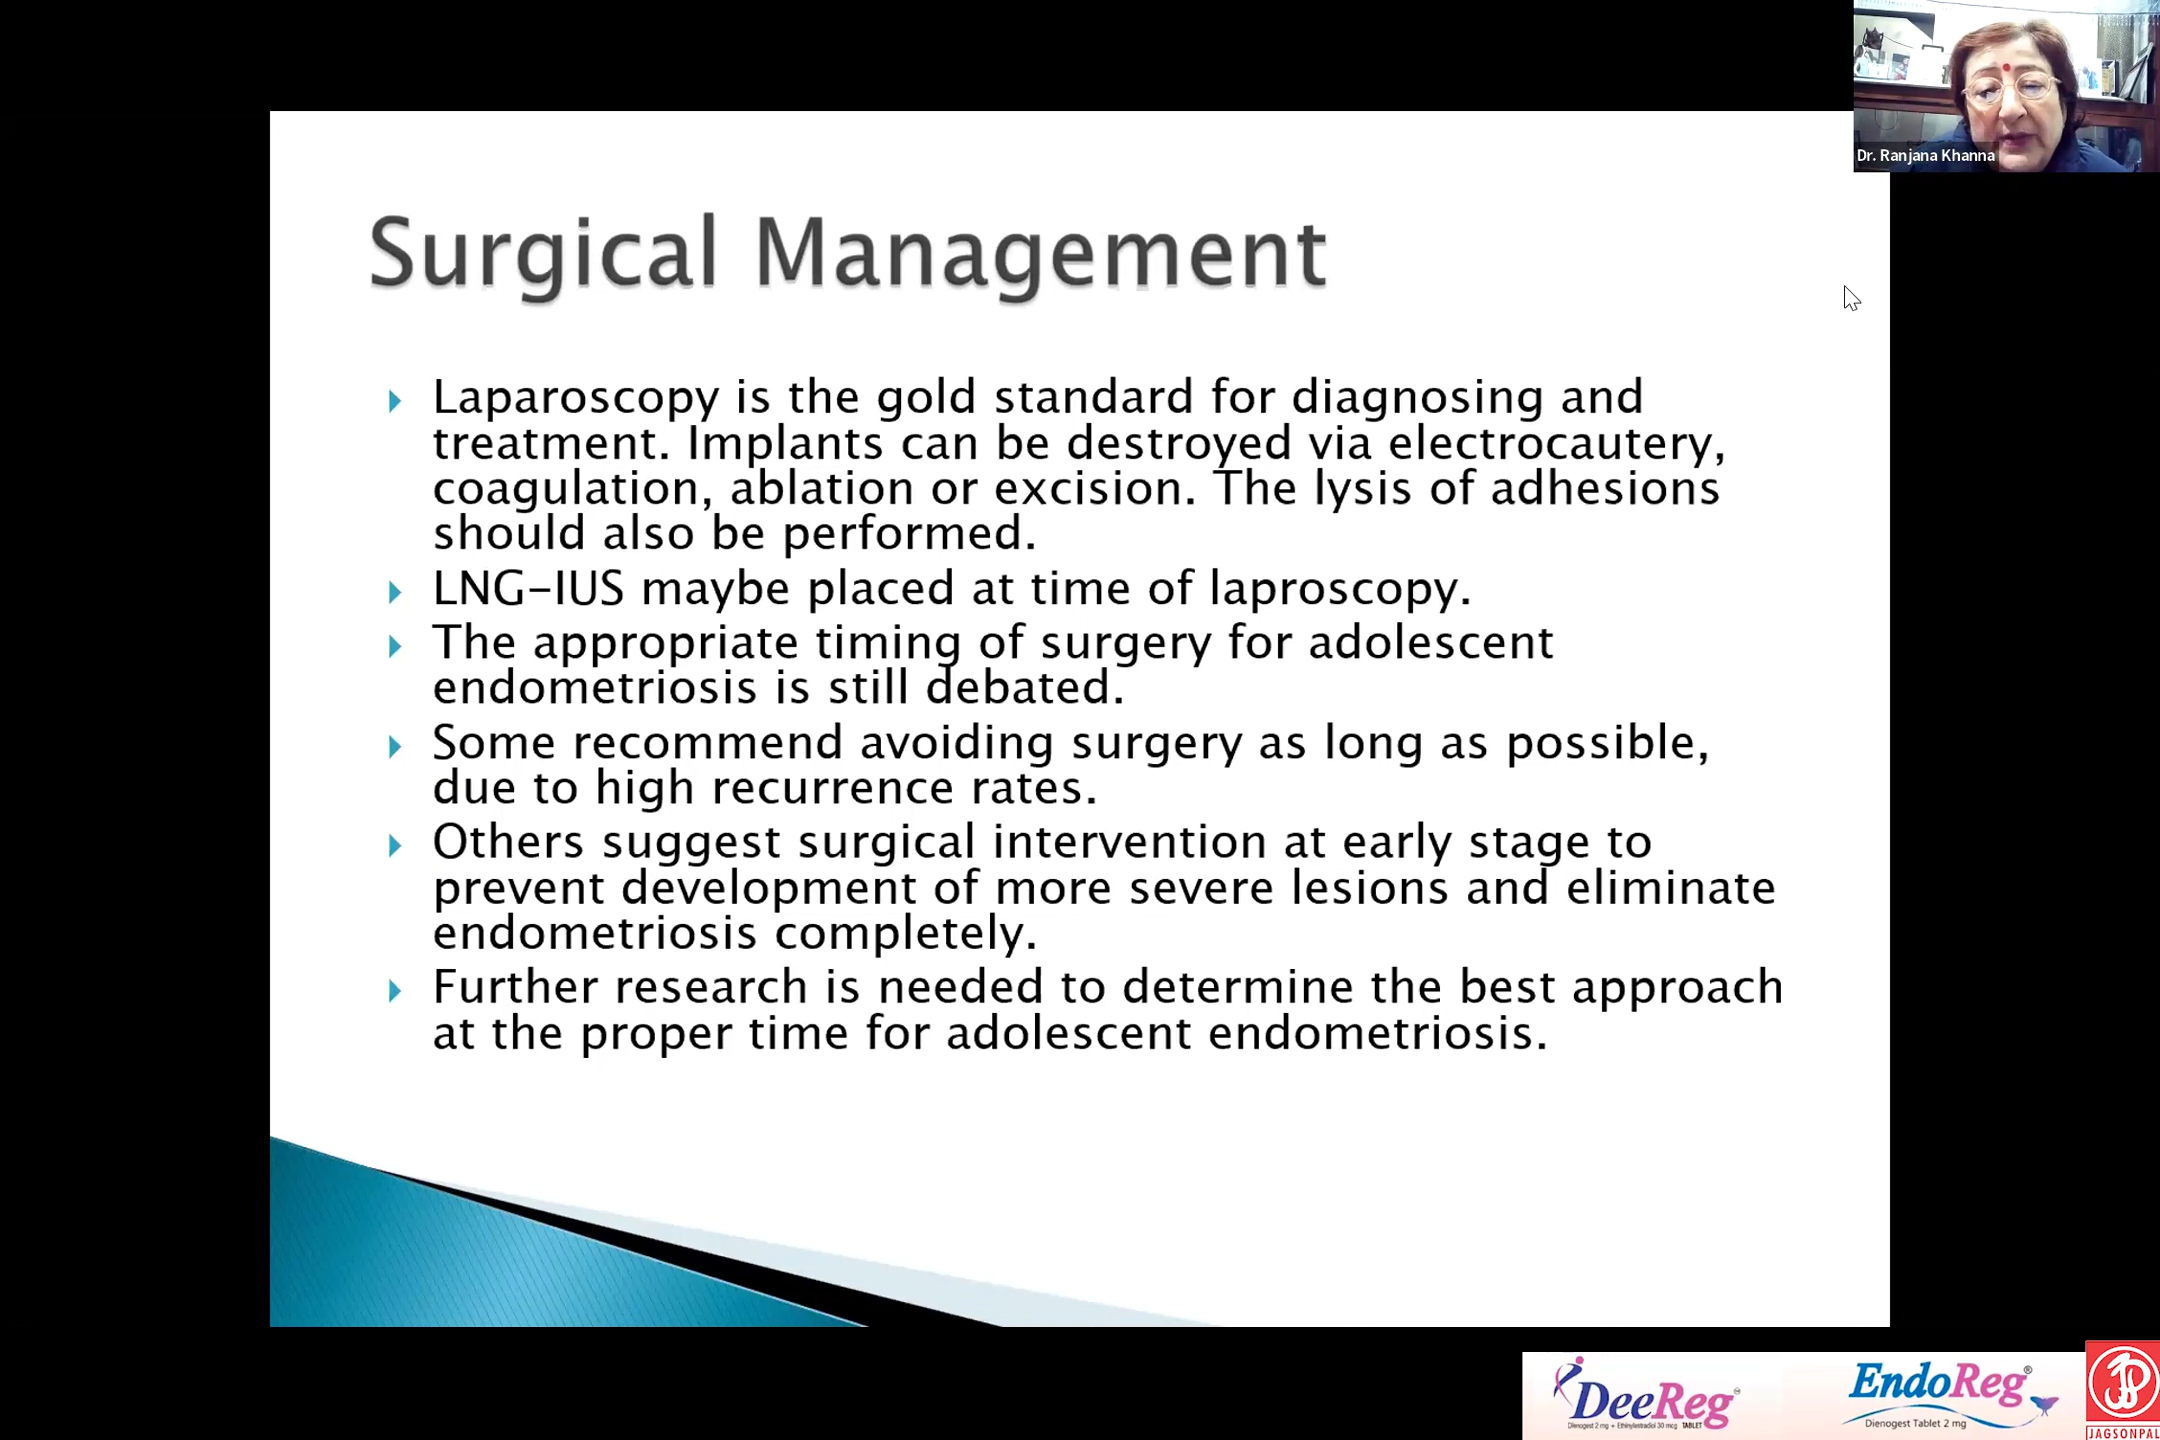 Dr. Ranjana Khanna
Surgical Management
Laparoscopy is the gold standard for diagnosing and
treatment. Implants can be destroyed via electrocautery,
coagulation, ablation or excision. The lysis of adhesions
should also be performed.
LNG-IUS maybe placed at time of laproscopy.
The appropriate timing of surgery for adolescent
endometriosis is still debated.
Some recommend avoiding surgery as long as possible,
due to high recurrence rates.
Others suggest surgical intervention at early stage to
prevent development of more severe lesions and eliminate
endometriosis completely.
Further research is needed to determine the best approach
at the proper time for adolescent endometriosis.
DeeReg™
Dienogest 2 mg + Ethinylestradiol 30 mcg TABLET
EndoReg®
Dienogest Tablet 2 mg
JAGSONPAL